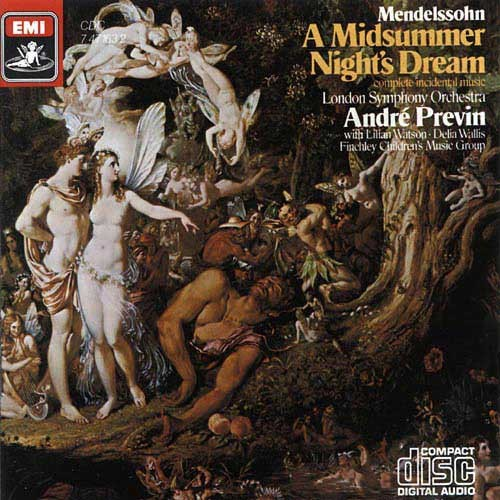 EMI
CDC
7 47163 2
Mendelssohn
A Midsummer
Night's Dream
complete incidental music
London Symphony Orchestra
André Previn
with Lilian Watson · Delia Wallis
Finchley Children's Music Group
COMPACT
disc
DIGITAL AUDIO